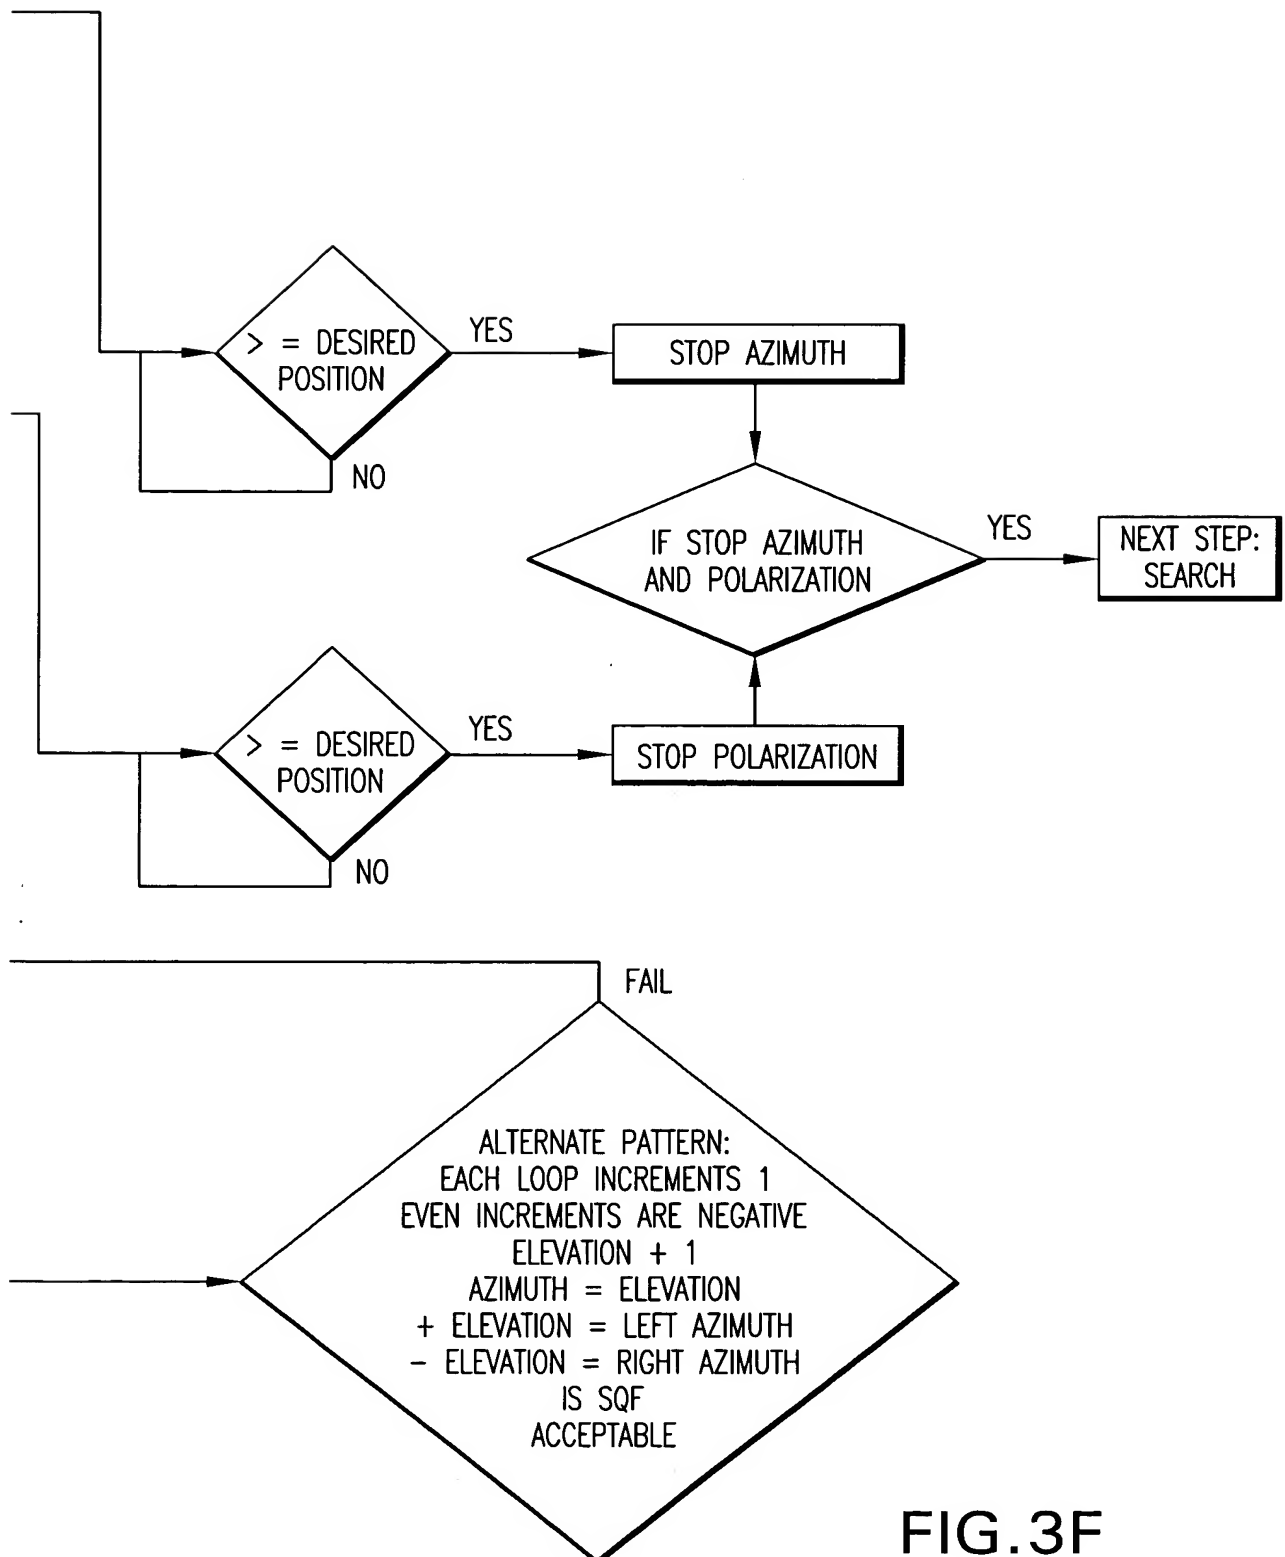 > = DESIRED
POSITION
YES
NO
STOP AZIMUTH
IF STOP AZIMUTH
AND POLARIZATION
YES
NEXT STEP:
SEARCH
> = DESIRED
POSITION
YES
NO
STOP POLARIZATION
FAIL
ALTERNATE PATTERN:
EACH LOOP INCREMENTS 1
EVEN INCREMENTS ARE NEGATIVE
ELEVATION + 1
AZIMUTH = ELEVATION
+ ELEVATION = LEFT AZIMUTH
- ELEVATION = RIGHT AZIMUTH
IS SQF
ACCEPTABLE
FIG.3F